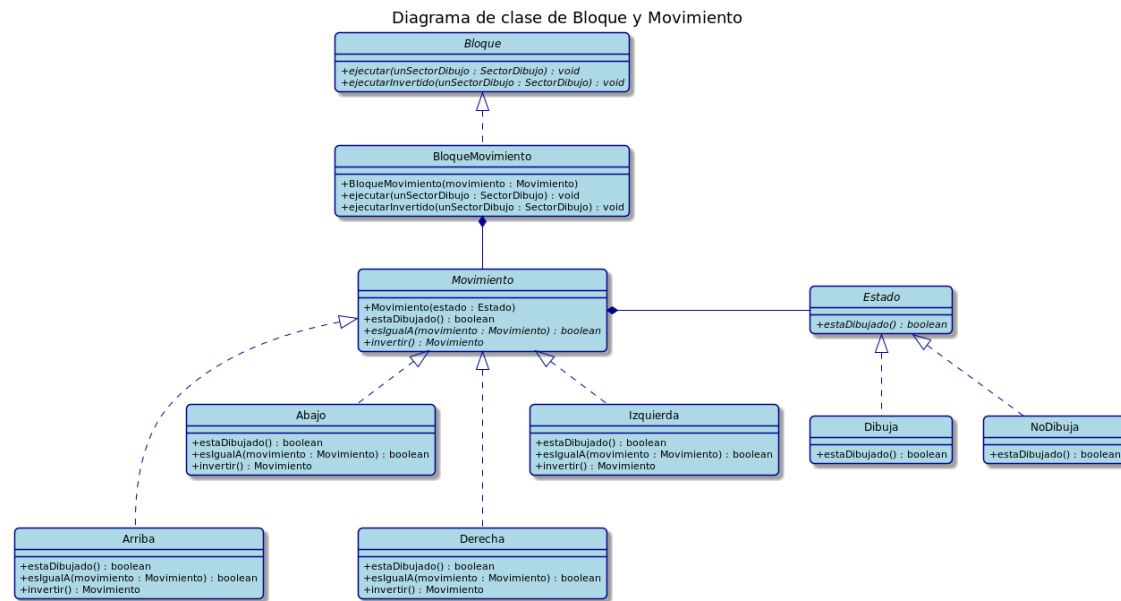 Diagrama de clase de Bloque y Movimiento
Bloque
+ejecutar(unSectorDibujo : SectorDibujo) : void
+ejecutarInvertido(unSectorDibujo : SectorDibujo) : void
BloqueMovimiento
+BloqueMovimiento(movimiento : Movimiento)
+ejecutar(unSectorDibujo : SectorDibujo) : void
+ejecutarInvertido(unSectorDibujo : SectorDibujo) : void
Movimiento
+Movimiento(estado : Estado)
+estaDibujado() : boolean
+esIgualA(movimiento : Movimiento) : boolean
+invertir() : Movimiento
Estado
+estaDibujado() : boolean
Abajo
+estaDibujado() : boolean
+esIgualA(movimiento : Movimiento) : boolean
+invertir() : Movimiento
Izquierda
+estaDibujado() : boolean
+esIgualA(movimiento : Movimiento) : boolean
+invertir() : Movimiento
Dibuja
+estaDibujado() : boolean
NoDibuja
+estaDibujado() : boolean
Arriba
+estaDibujado() : boolean
+esIgualA(movimiento : Movimiento) : boolean
+invertir() : Movimiento
Derecha
+estaDibujado() : boolean
+esIgualA(movimiento : Movimiento) : boolean
+invertir() : Movimiento